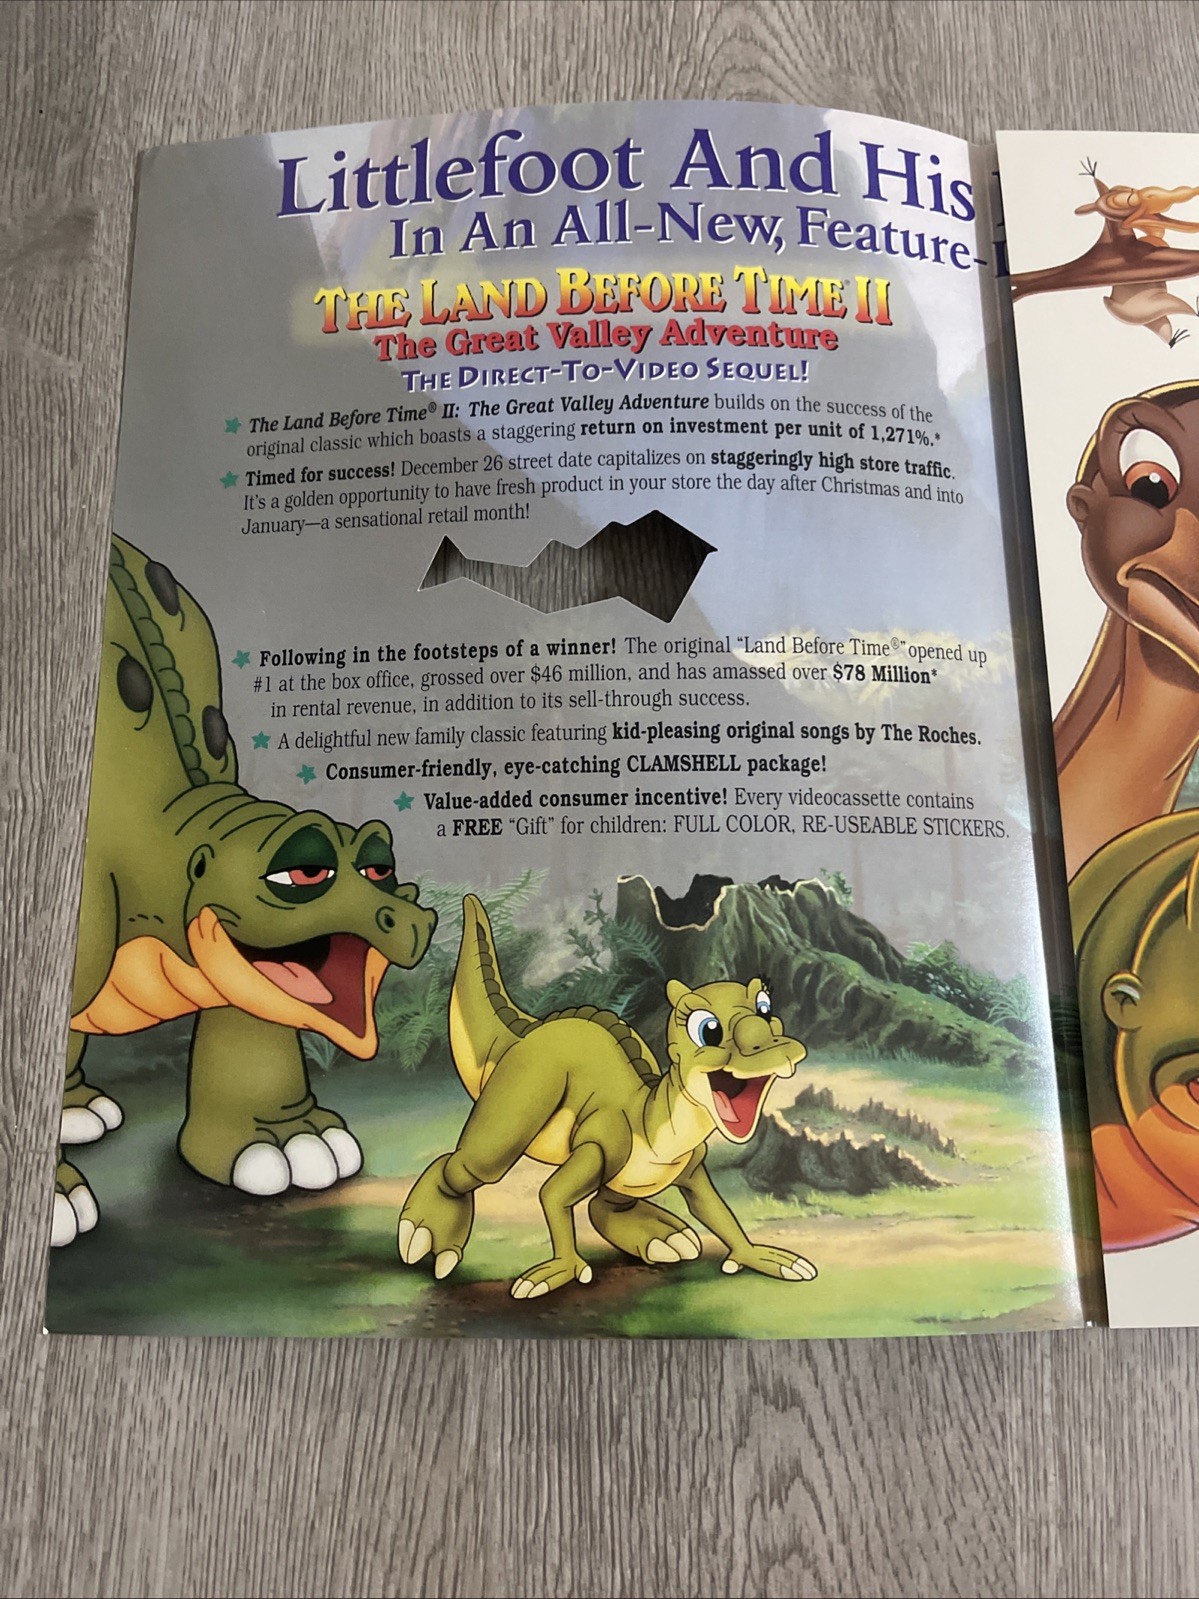 Littlefoot And His
In An All-New, Feature-
THE LAND BEFORE TIME II
The Great Valley Adventure
THE DIRECT-TO-VIDEO SEQUEL!
The Land Before Time® II: The Great Valley Adventure builds on the success of the
original classic which boasts a staggering return on investment per unit of 1,271%.*
Timed for success! December 26 street date capitalizes on staggeringly high store traffic.
It's a golden opportunity to have fresh product in your store the day after Christmas and into
January—a sensational retail month!
Following in the footsteps of a winner! The original “Land Before Time®” opened up
#1 at the box office, grossed over $46 million, and has amassed over $78 Million*
in rental revenue, in addition to its sell-through success.
A delightful new family classic featuring kid-pleasing original songs by The Roches.
Consumer-friendly, eye-catching CLAMSHELL package!
Value-added consumer incentive! Every videocassette contains
a FREE “Gift” for children: FULL COLOR, RE-USEABLE STICKERS.